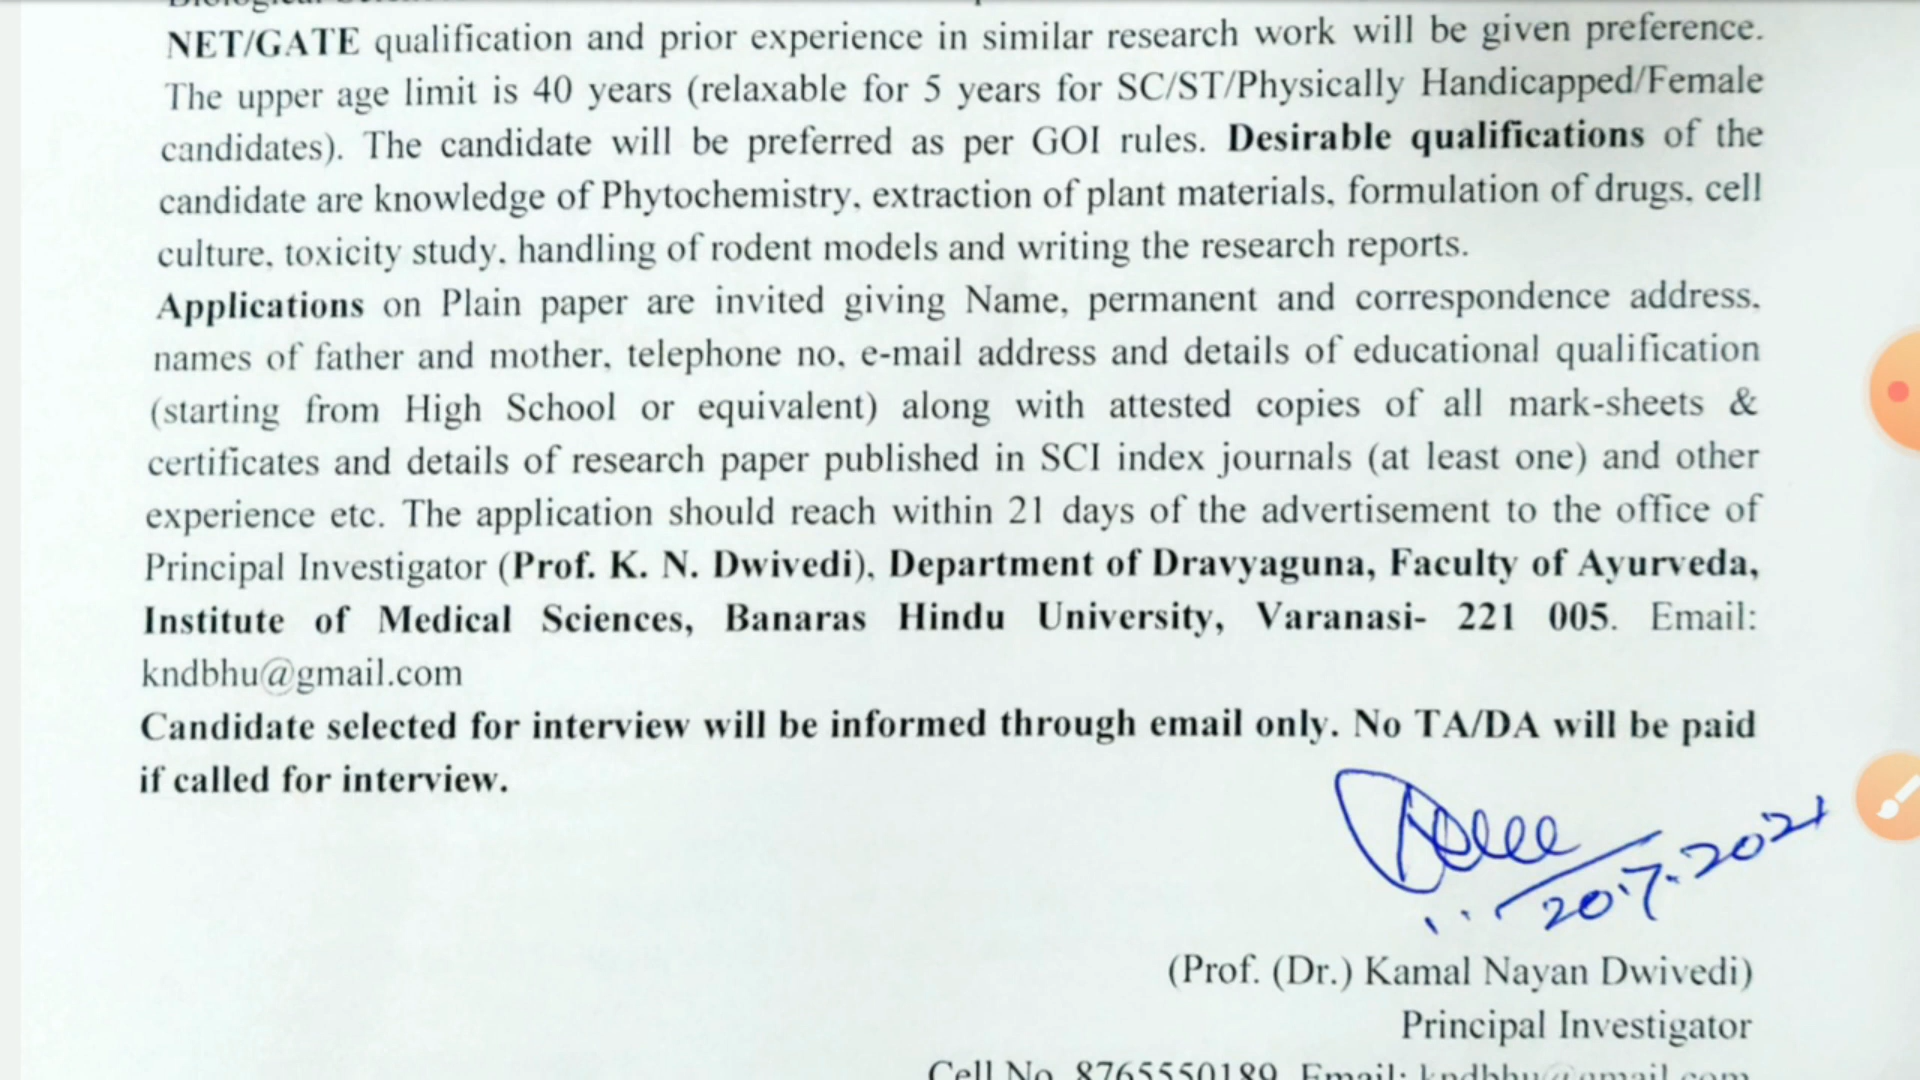 NET/GATE qualification and prior experience in similar research work will be given preference.
The upper age limit is 40 years (relaxable for 5 years for SC/ST/Physically Handicapped/Female
candidates). The candidate will be preferred as per GOI rules. Desirable qualifications of the
candidate are knowledge of Phytochemistry, extraction of plant materials, formulation of drugs, cell
culture, toxicity study, handling of rodent models and writing the research reports.
Applications on Plain paper are invited giving Name, permanent and correspondence address,
names of father and mother, telephone no, e-mail address and details of educational qualification
(starting from High School or equivalent) along with attested copies of all mark-sheets &
certificates and details of research paper published in SCI index journals (at least one) and other
experience etc. The application should reach within 21 days of the advertisement to the office of
Principal Investigator (Prof. K. N. Dwivedi), Department of Dravyaguna, Faculty of Ayurveda,
Institute of Medical Sciences, Banaras Hindu University, Varanasi- 221 005. Email:
kndbhu@gmail.com
Candidate selected for interview will be informed through email only. No TA/DA will be paid
if called for interview.
20.7.2021
(Prof. (Dr.) Kamal Nayan Dwivedi)
Principal Investigator
Cell No. 8765550189, Email: kndbhu@gmail.com